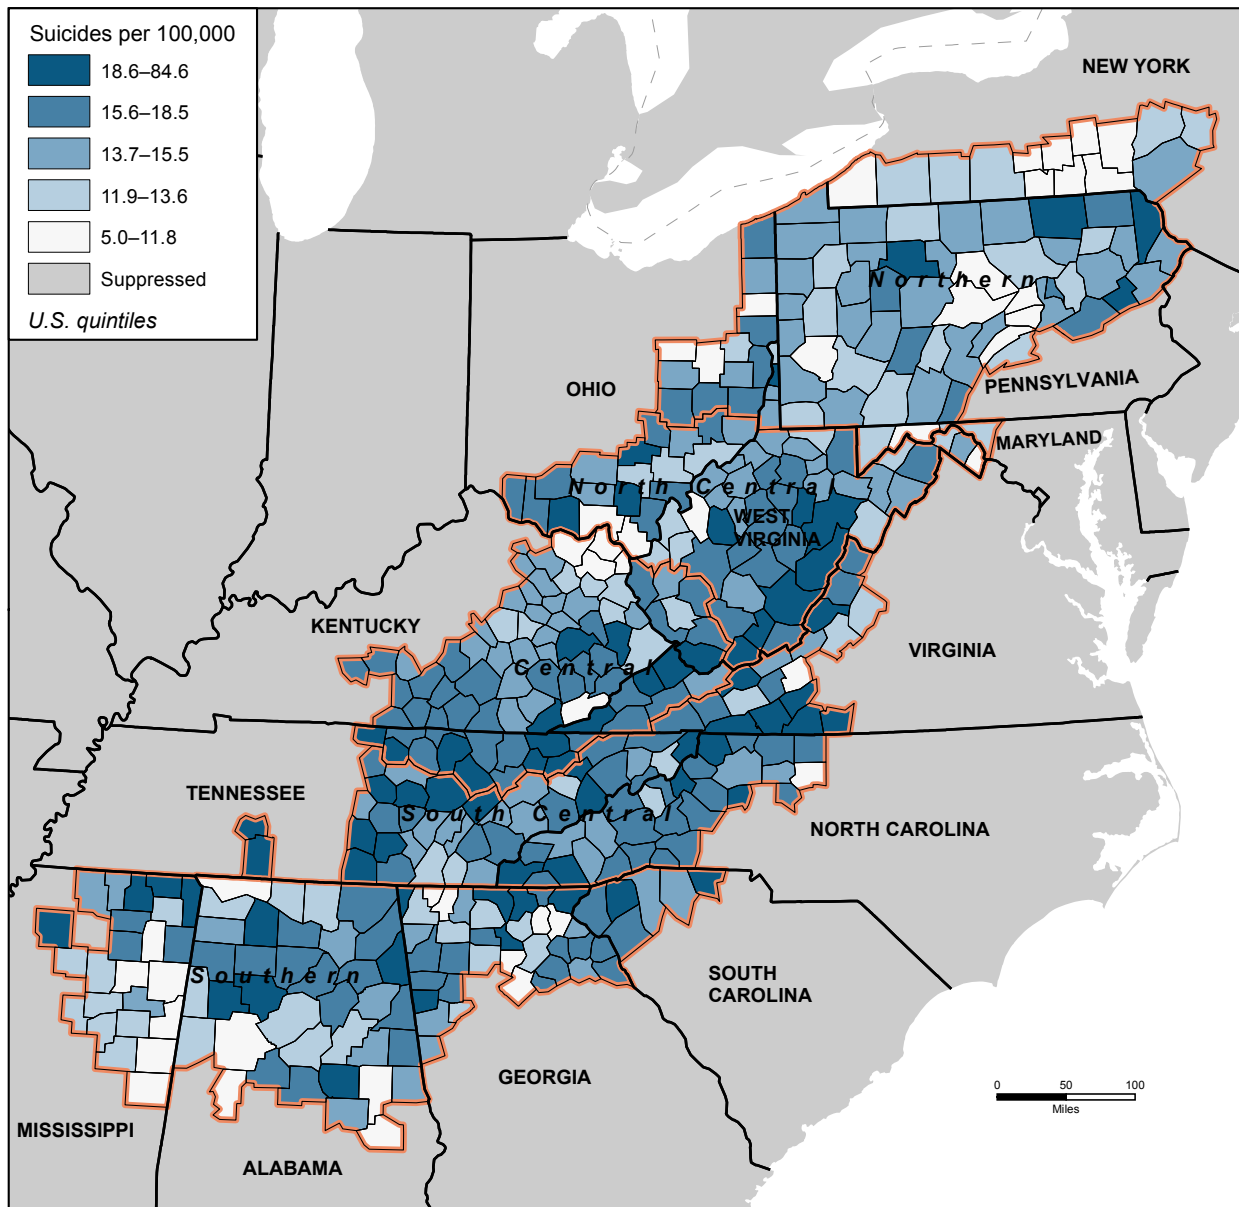 Suicides per 100,000
18.6–84.6
15.6–18.5
13.7–15.5
11.9–13.6
5.0–11.8
Suppressed
U.S. quintiles
NEW YORK
Northern
PENNSYLVANIA
OHIO
MARYLAND
North Central
WEST
VIRGINIA
KENTUCKY
VIRGINIA
Central
TENNESSEE
South Central
NORTH CAROLINA
Southern
SOUTH
CAROLINA
GEORGIA
0 50 100
Miles
MISSISSIPPI
ALABAMA